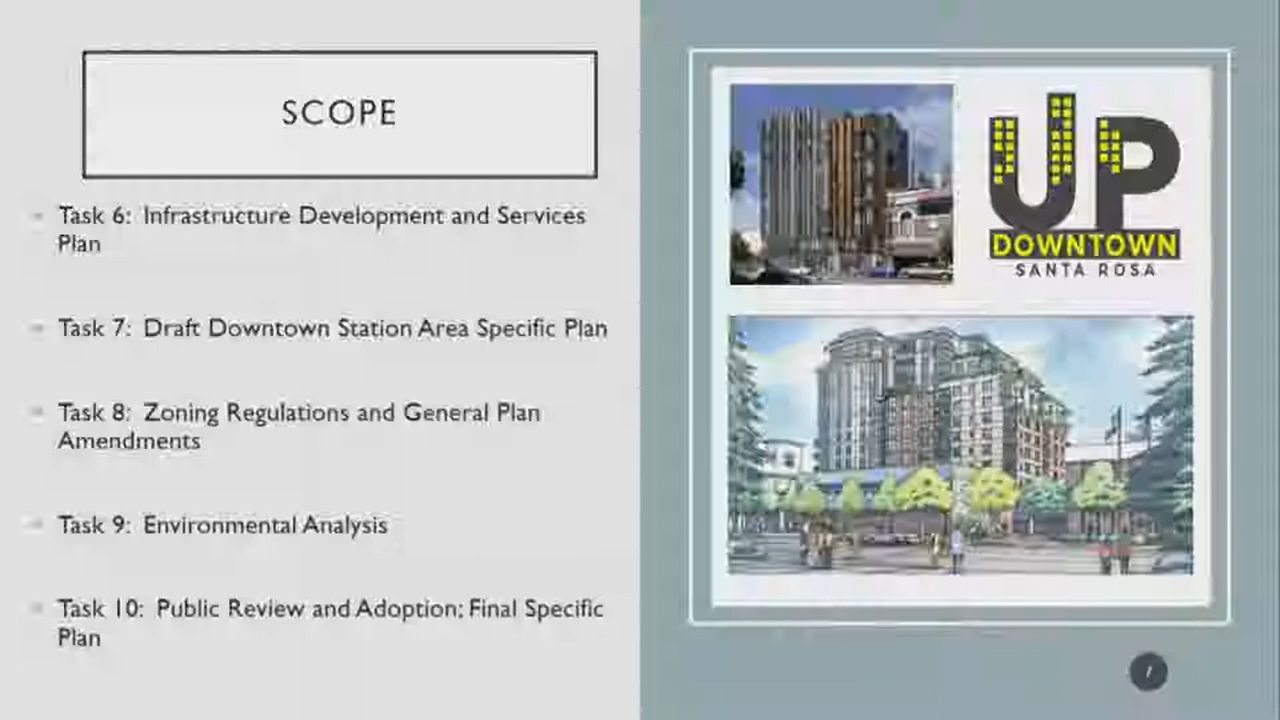 SCOPE
Task 6: Infrastructure Development and Services
Plan
Task 7: Draft Downtown Station Area Specific Plan
Task 8: Zoning Regulations and General Plan
Amendments
Task 9: Environmental Analysis
Task 10: Public Review and Adoption; Final Specific
Plan
UP
DOWNTOWN
SANTA ROSA